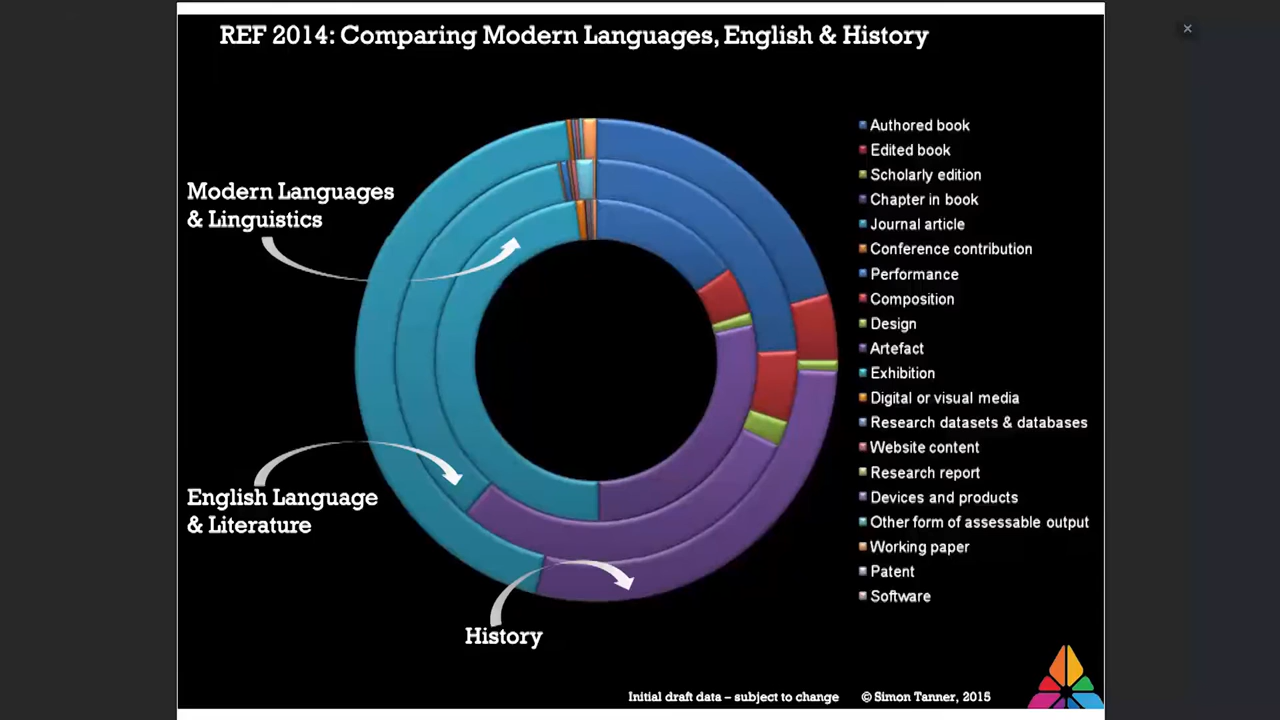 REF 2014: Comparing Modern Languages, English & History
Modern Languages
& Linguistics
English Language
& Literature
History
Authored book
Edited book
Scholarly edition
Chapter in book
Journal article
Conference contribution
Performance
Composition
Design
Artefact
Exhibition
Digital or visual media
Research datasets & databases
Website content
Research report
Devices and products
Other form of assessable output
Working paper
Patent
Software
Initial draft data – subject to change © Simon Tanner, 2015